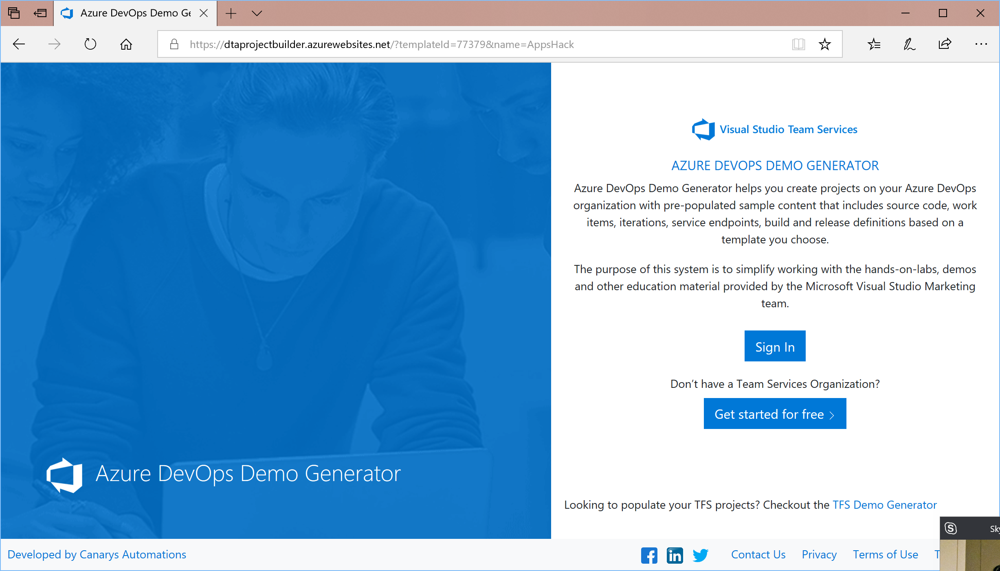 Azure DevOps Demo Ge
https://dtaprojectbuilder.azurewebsites.net/?templateId=77379&name=AppsHack
Visual Studio Team Services
AZURE DEVOPS DEMO GENERATOR
Azure DevOps Demo Generator helps you create projects on your Azure DevOps
organization with pre-populated sample content that includes source code, work
items, iterations, service endpoints, build and release definitions based on a
template you choose.
The purpose of this system is to simplify working with the hands-on-labs, demos
and other education material provided by the Microsoft Visual Studio Marketing
team.
Sign In
Don’t have a Team Services Organization?
Get started for free >
Azure DevOps Demo Generator
Looking to populate your TFS projects? Checkout the TFS Demo Generator
Sky
Developed by Canarys Automations
Contact Us Privacy Terms of Use T